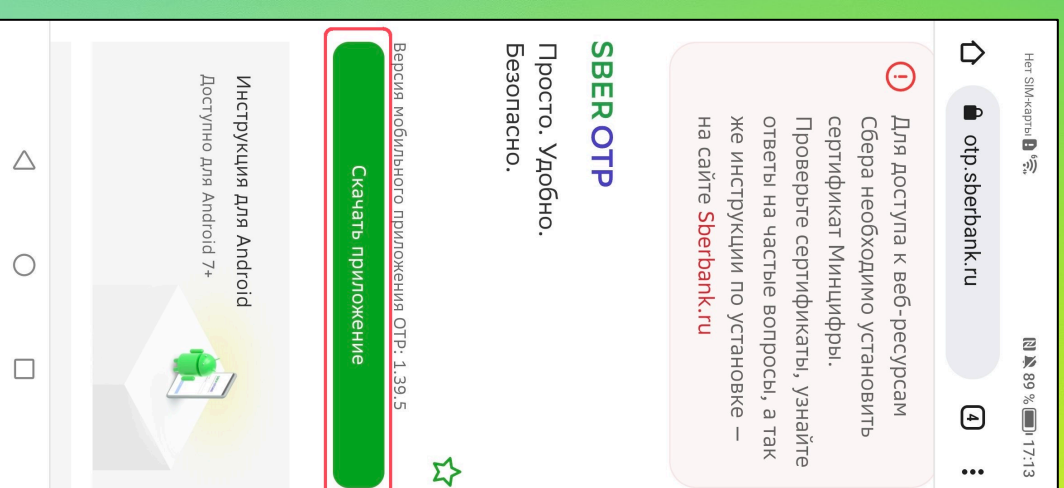 Нет SIM-карты
89 %
17:13
otp.sberbank.ru
4
Для доступа к веб-ресурсам
Сбера необходимо установить
сертификат Минцифры.
Проверьте сертификаты, узнайте
ответы на частые вопросы, а так
же инструкции по установке —
на сайте Sberbank.ru
SBER OTP
Просто. Удобно.
Безопасно.
Версия мобильного приложения OTP: 1.39.5
Скачать приложение
Инструкция для Android
Доступно для Android 7+